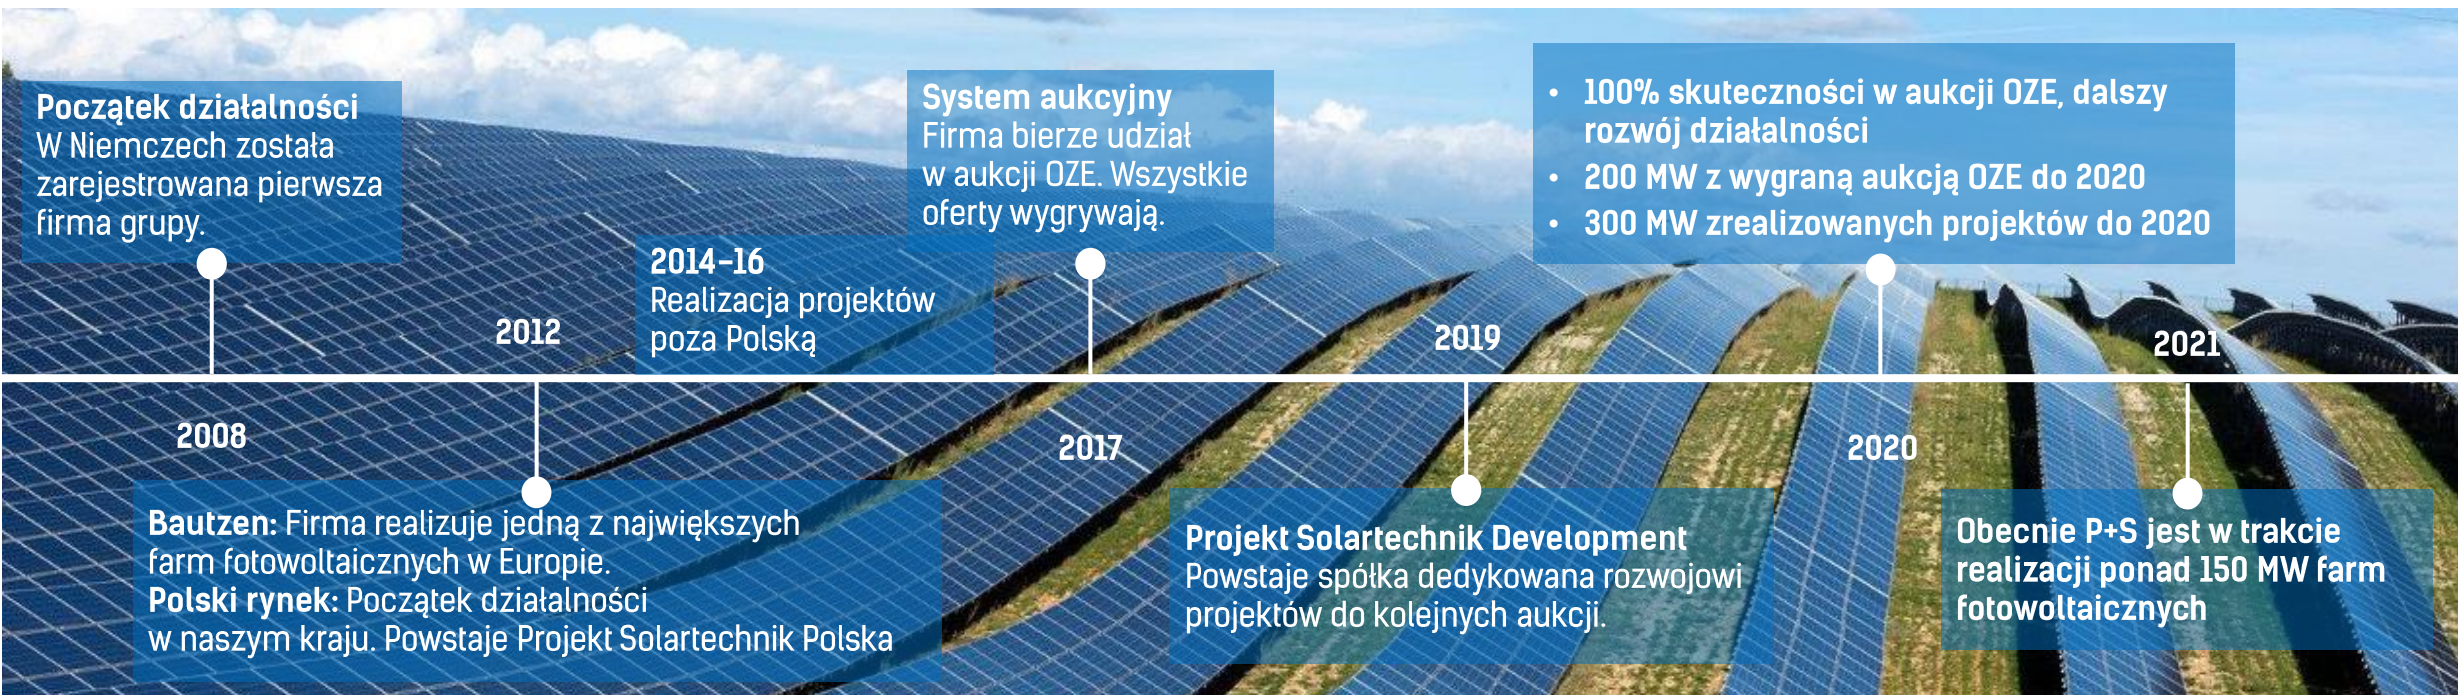 Początek działalności
W Niemczech została
zarejestrowana pierwsza
firma grupy.
2008
2012
Bautzen: Firma realizuje jedną z największych
farm fotowoltaicznych w Europie.
Polski rynek: Początek działalności
w naszym kraju. Powstaje Projekt Solartechnik Polska
2014–16
Realizacja projektów
poza Polską
System aukcyjny
Firma bierze udział
w aukcji OZE. Wszystkie
oferty wygrywają.
2017
2019
Projekt Solartechnik Development
Powstaje spółka dedykowana rozwojowi
projektów do kolejnych aukcji.
• 100% skuteczności w aukcji OZE, dalszy
rozwój działalności
• 200 MW z wygraną aukcją OZE do 2020
• 300 MW zrealizowanych projektów do 2020
2020
2021
Obecnie P+S jest w trakcie
realizacji ponad 150 MW farm
fotowoltaicznych